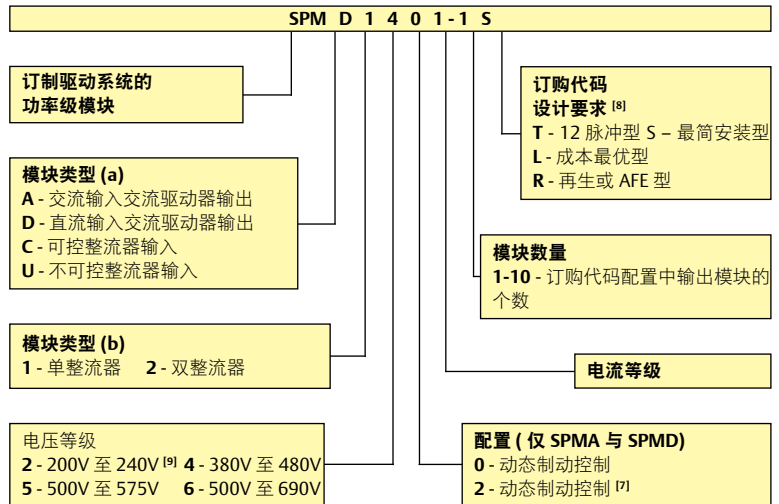 SPM D 1 4 0 1-1 S
订制驱动系统的
功率级模块
模块类型 (a)
A - 交流输入交流驱动器输出
D - 直流输入交流驱动器输出
C - 可控整流器输入
U - 不可控整流器输入
模块类型 (b)
1 - 单整流器 2 - 双整流器
电压等级
2 - 200V 至 240V [9] 4 - 380V 至 480V
5 - 500V 至 575V 6 - 500V 至 690V
订购代码
设计要求 [8]
T - 12 脉冲型 S – 最简安装型
L - 成本最优型
R - 再生或 AFE 型
模块数量
1-10 - 订购代码配置中输出模块的
个数
电流等级
配置 ( 仅 SPMA 与 SPMD)
0 - 动态制动控制
2 - 动态制动控制 [7]